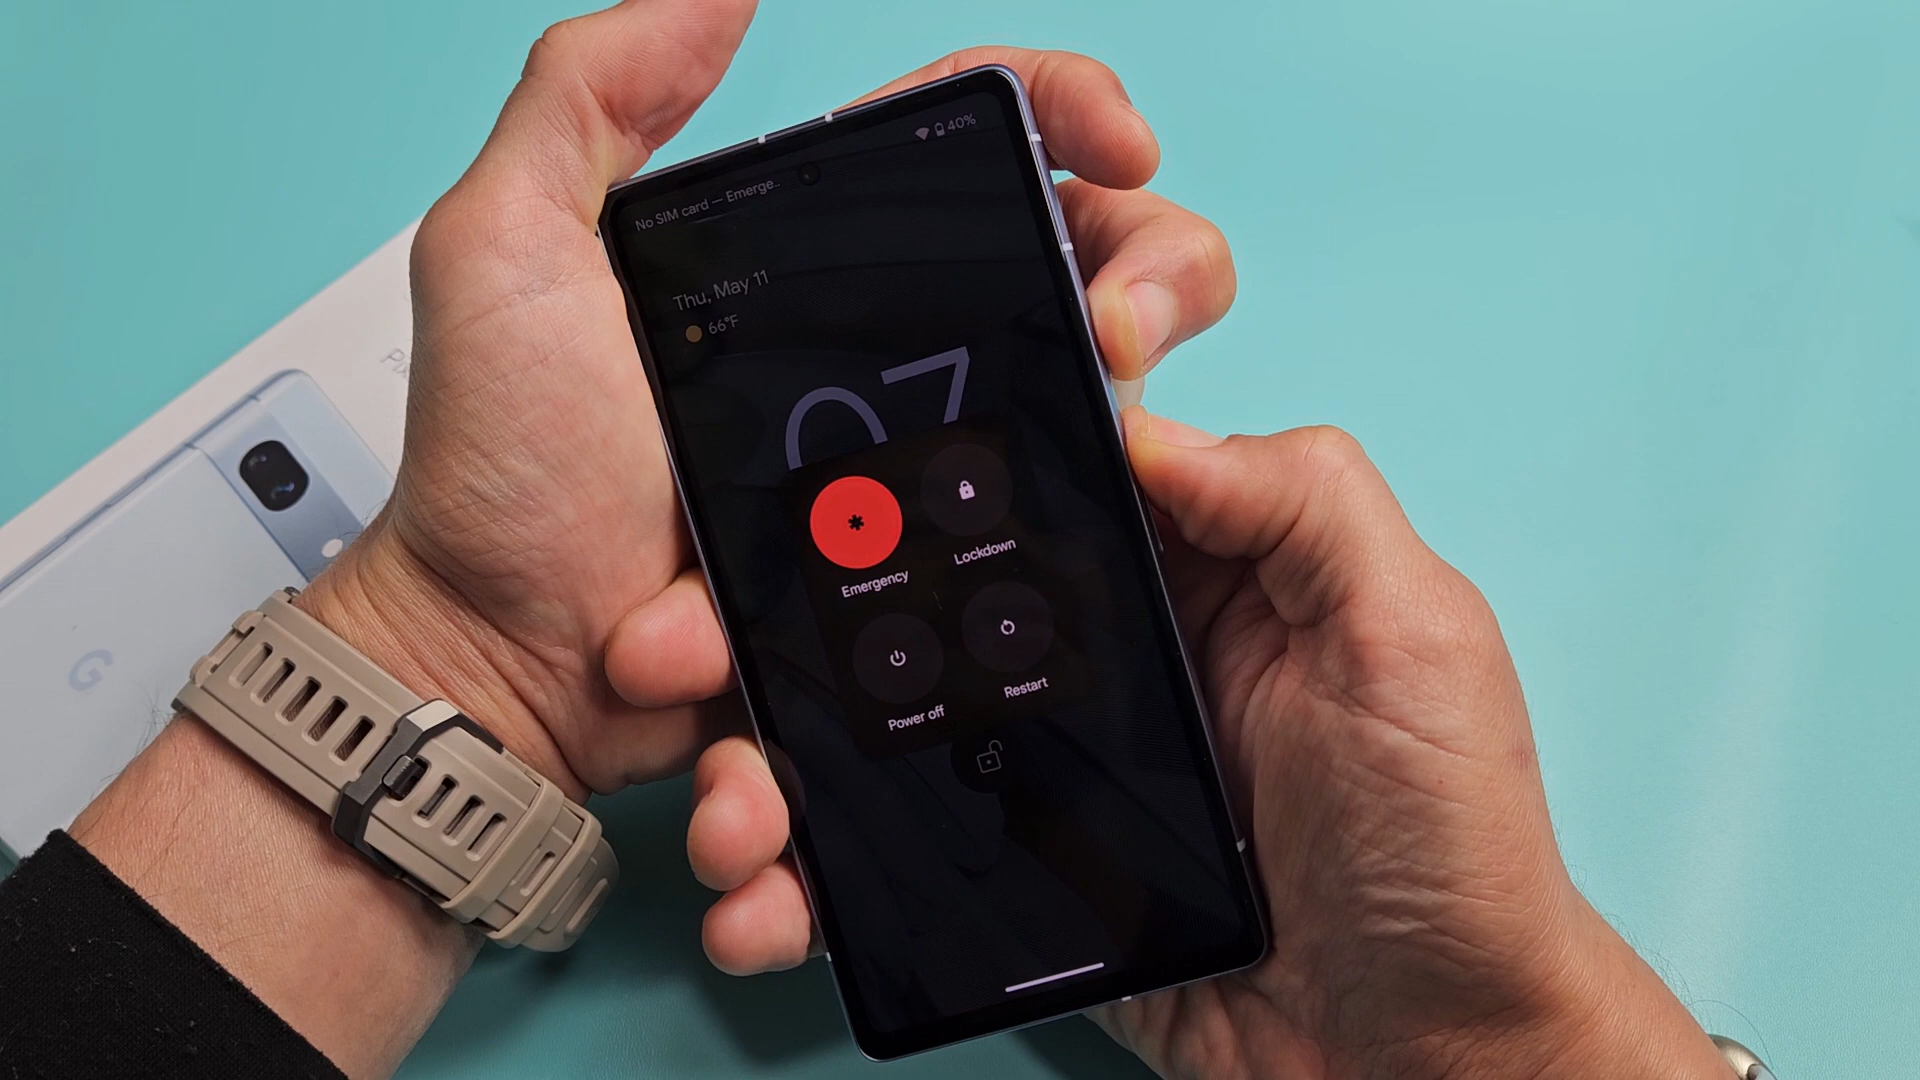 No SIM card — Emerge..
40%
Thu, May 11
66°F
07
Emergency
Lockdown
Power off
Restart
G